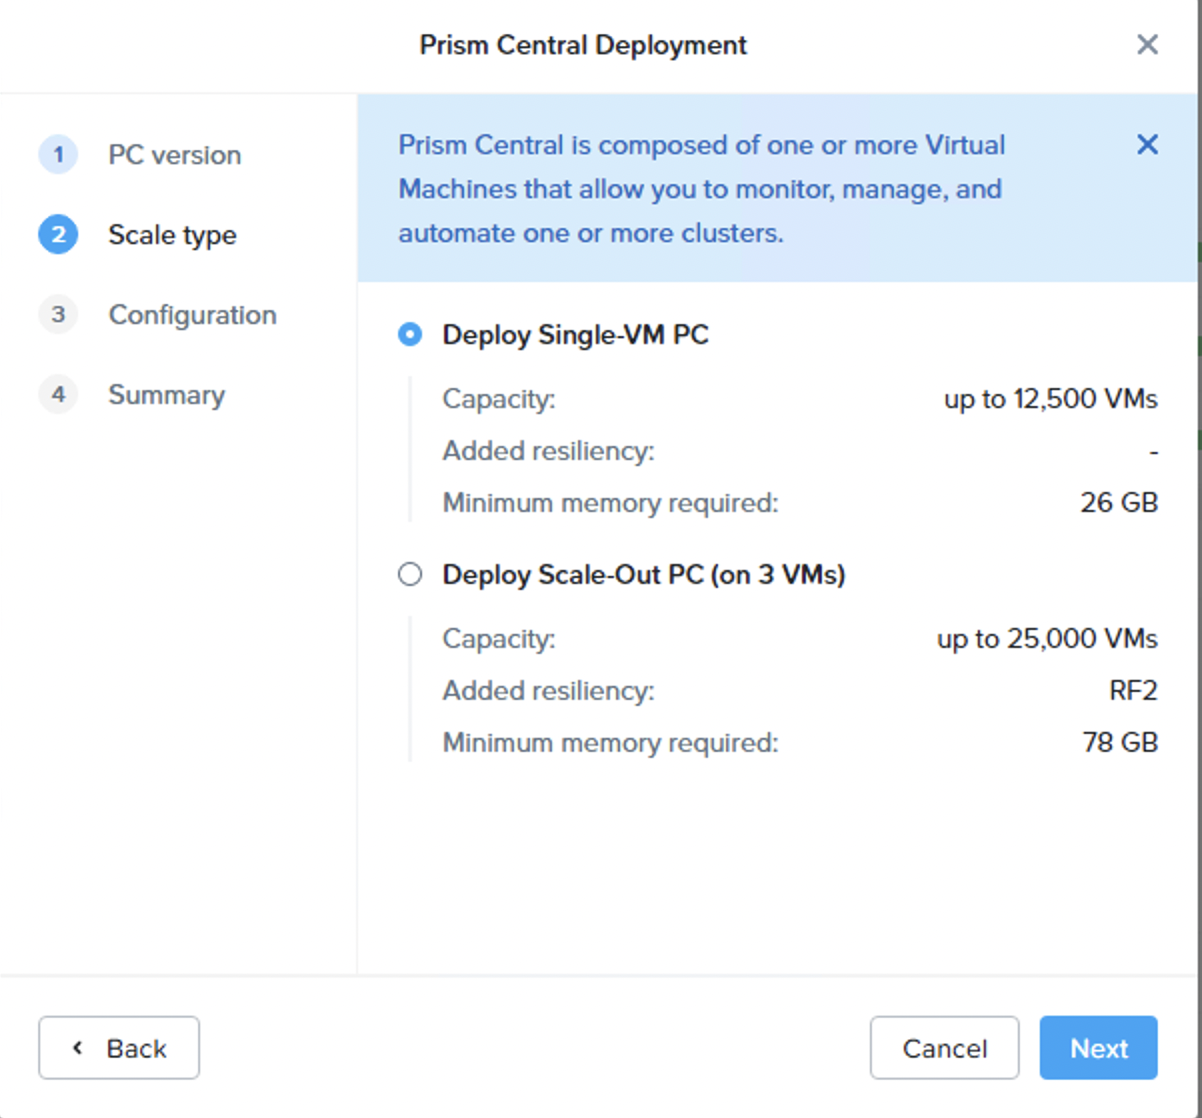 Prism Central Deployment
1 PC version
2 Scale type
3 Configuration
4 Summary
Prism Central is composed of one or more Virtual
Machines that allow you to monitor, manage, and
automate one or more clusters.
Deploy Single-VM PC
Capacity: up to 12,500 VMs
Added resiliency: -
Minimum memory required: 26 GB
Deploy Scale-Out PC (on 3 VMs)
Capacity: up to 25,000 VMs
Added resiliency: RF2
Minimum memory required: 78 GB
Back Cancel Next